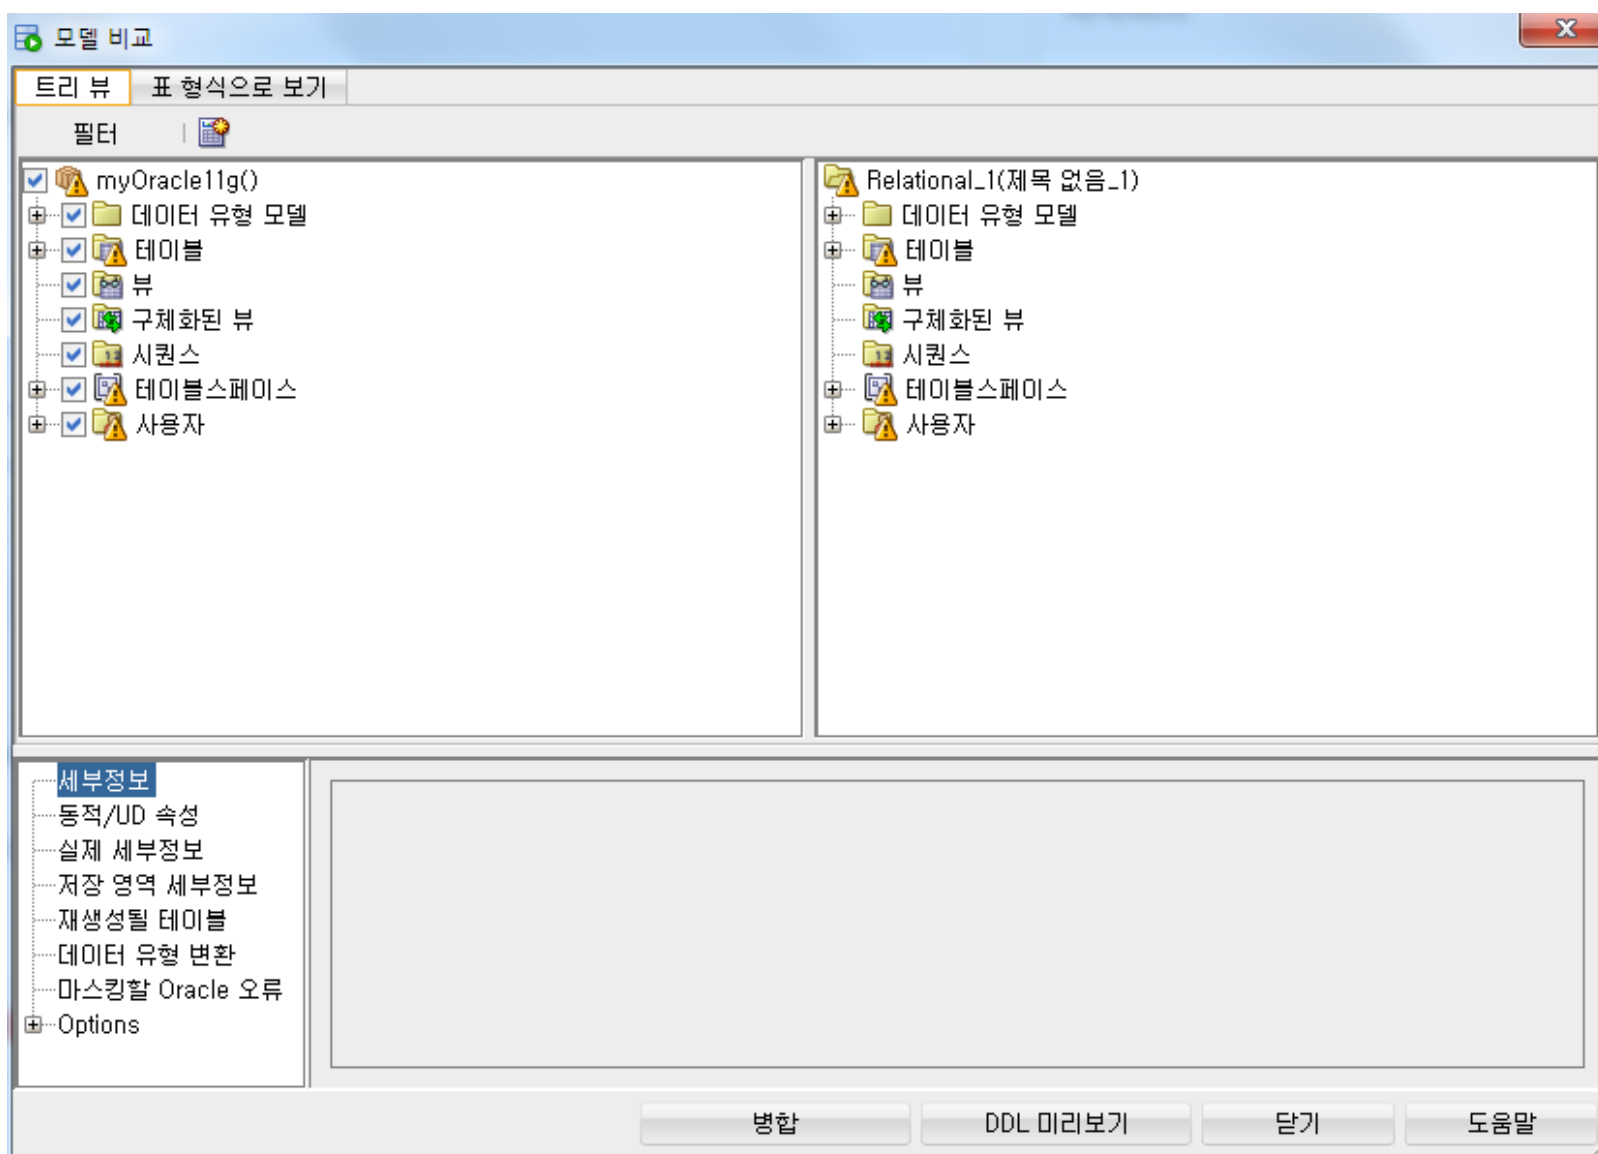 모델 비교
트리 뷰 표 형식으로 보기
필터
myOracle11g()
데이터 유형 모델
테이블
뷰
구체화된 뷰
시퀀스
테이블스페이스
사용자
Relational_1(제목 없음_1)
데이터 유형 모델
테이블
뷰
구체화된 뷰
시퀀스
테이블스페이스
사용자
세부정보
동적/UD 속성
실제 세부정보
저장 영역 세부정보
재생성될 테이블
데이터 유형 변환
마스킹할 Oracle 오류
Options
병합 DDL 미리보기 닫기 도움말